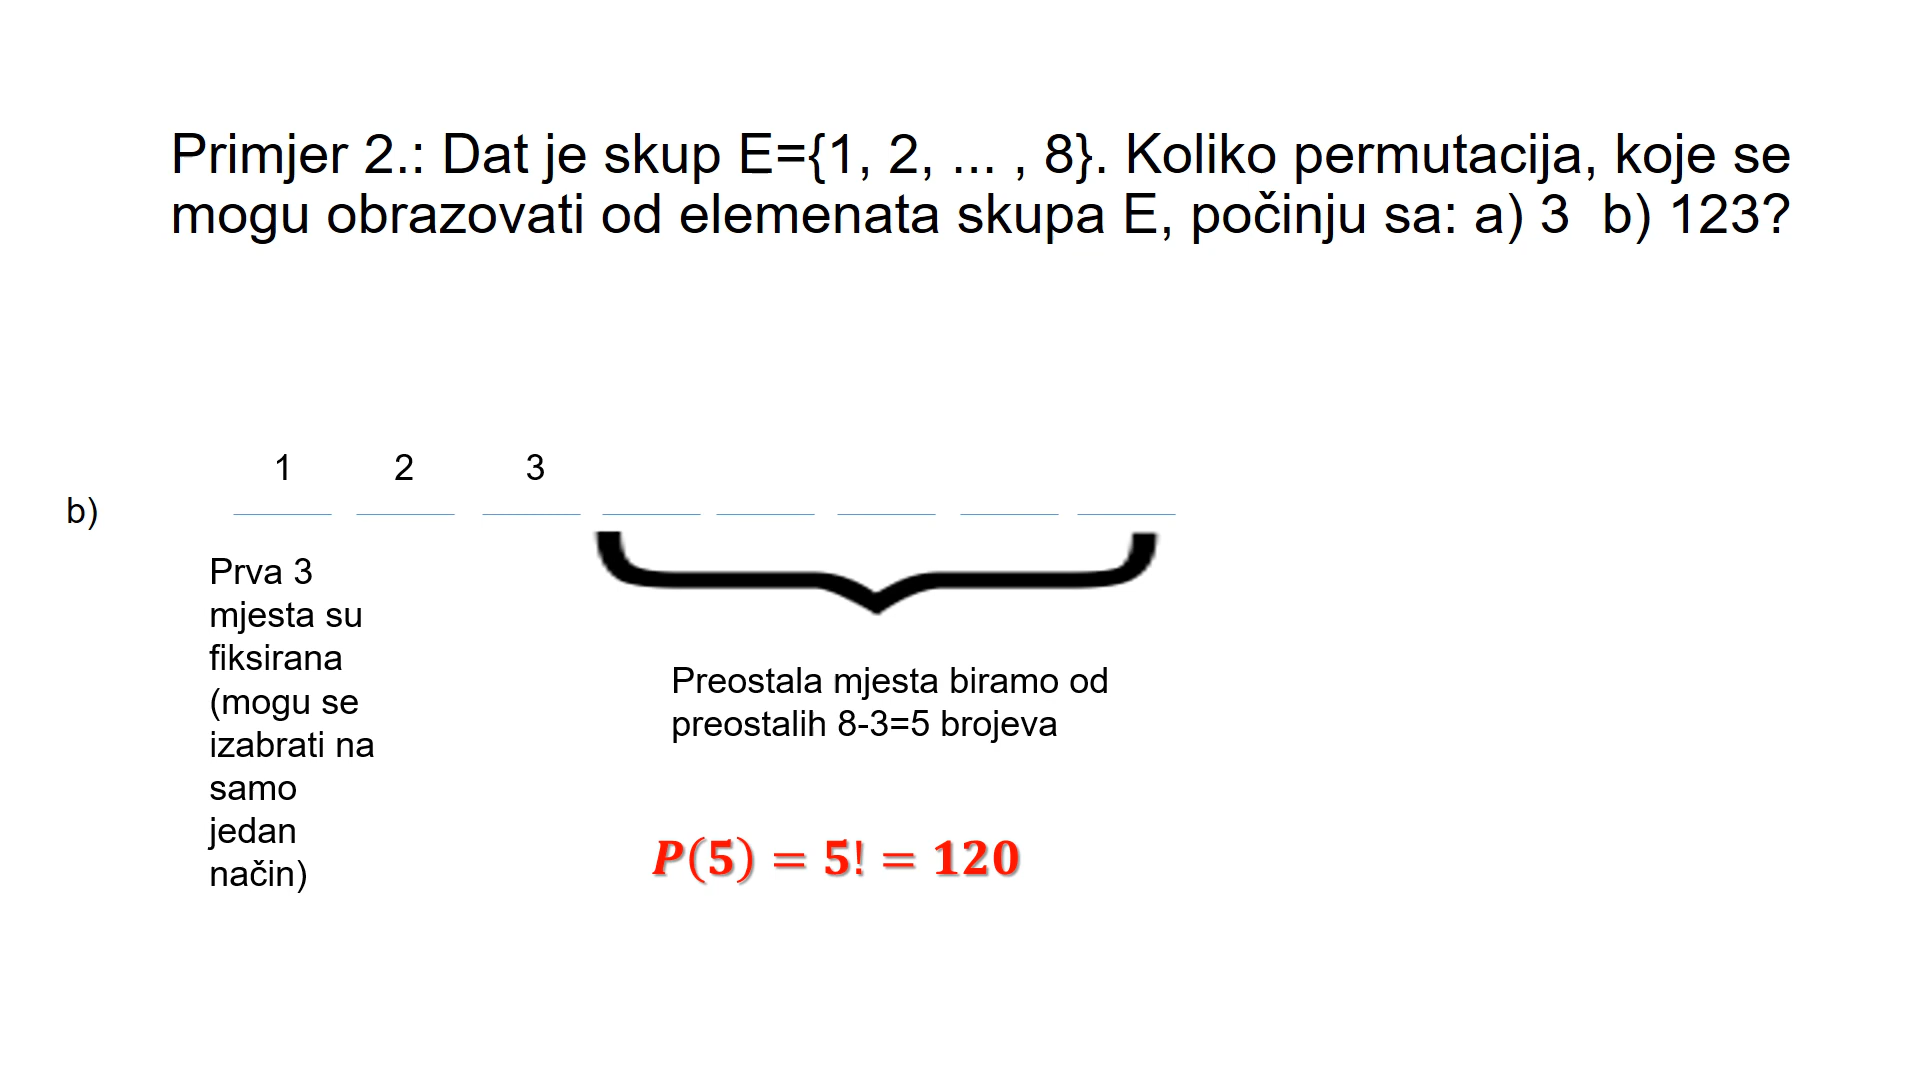 Primjer 2.: Dat je skup E={1, 2, ... , 8}. Koliko permutacija, koje se
mogu obrazovati od elemenata skupa E, počinju sa: a) 3  b) 123?
1 2 3
b)
Prva 3
mjesta su
fiksirana
(mogu se
izabrati na
samo
jedan
način)
Preostala mjesta biramo od
preostalih 8-3=5 brojeva
P(5) = 5! = 120